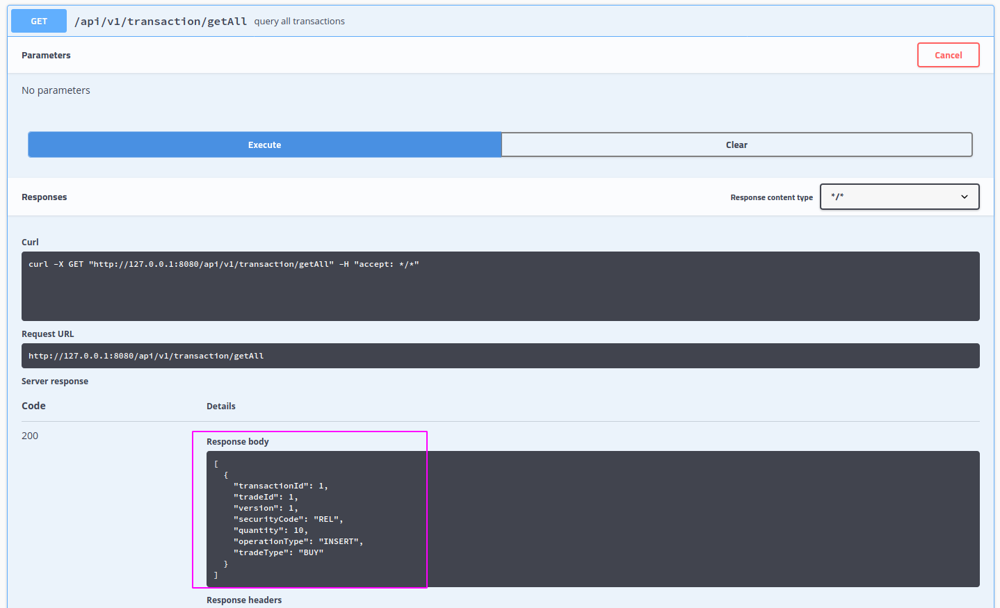 GET /api/v1/transaction/getAll query all transactions
Parameters
Cancel
No parameters
Execute
Clear
Responses
Response content type
*/*
Curl
curl -X GET "http://127.0.0.1:8080/api/v1/transaction/getAll" -H "accept: */*"
Request URL
http://127.0.0.1:8080/api/v1/transaction/getAll
Server response
Code
Details
200
Response body
[
  {
    "transactionId": 1,
    "tradeId": 1,
    "version": 1,
    "securityCode": "REL",
    "quantity": 10,
    "operationType": "INSERT",
    "tradeType": "BUY"
  }
]
Response headers